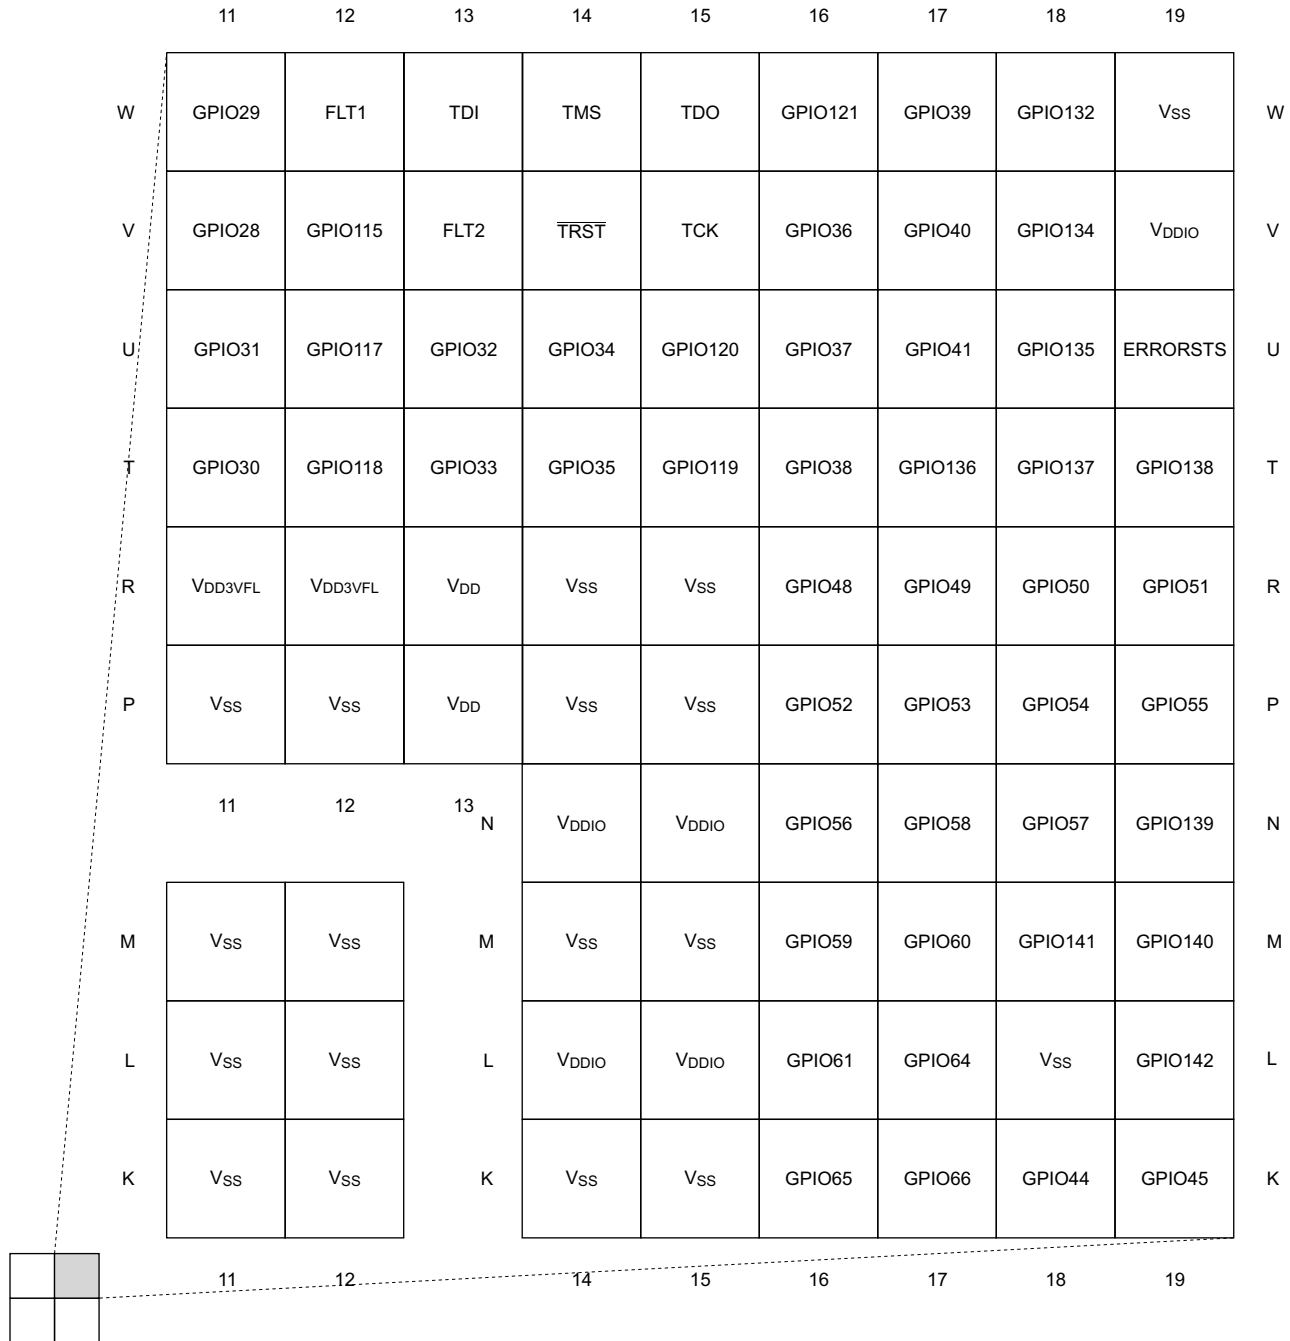 11 12 13 14 15 16 17 18 19
W GPIO29 FLT1 TDI TMS TDO GPIO121 GPIO39 GPIO132 VSS W
V GPIO28 GPIO115 FLT2 T̅R̅S̅T̅ TCK GPIO36 GPIO40 GPIO134 VDDIO V
U GPIO31 GPIO117 GPIO32 GPIO34 GPIO120 GPIO37 GPIO41 GPIO135 ERRORSTS U
T GPIO30 GPIO118 GPIO33 GPIO35 GPIO119 GPIO38 GPIO136 GPIO137 GPIO138 T
R VDD3VFL VDD3VFL VDD VSS VSS GPIO48 GPIO49 GPIO50 GPIO51 R
P VSS VSS VDD VSS VSS GPIO52 GPIO53 GPIO54 GPIO55 P
11 12 13
N VDDIO VDDIO GPIO56 GPIO58 GPIO57 GPIO139 N
M VSS VSS M VSS VSS GPIO59 GPIO60 GPIO141 GPIO140 M
L VSS VSS L VDDIO VDDIO GPIO61 GPIO64 VSS GPIO142 L
K VSS VSS K VSS VSS GPIO65 GPIO66 GPIO44 GPIO45 K
11 12 14 15 16 17 18 19